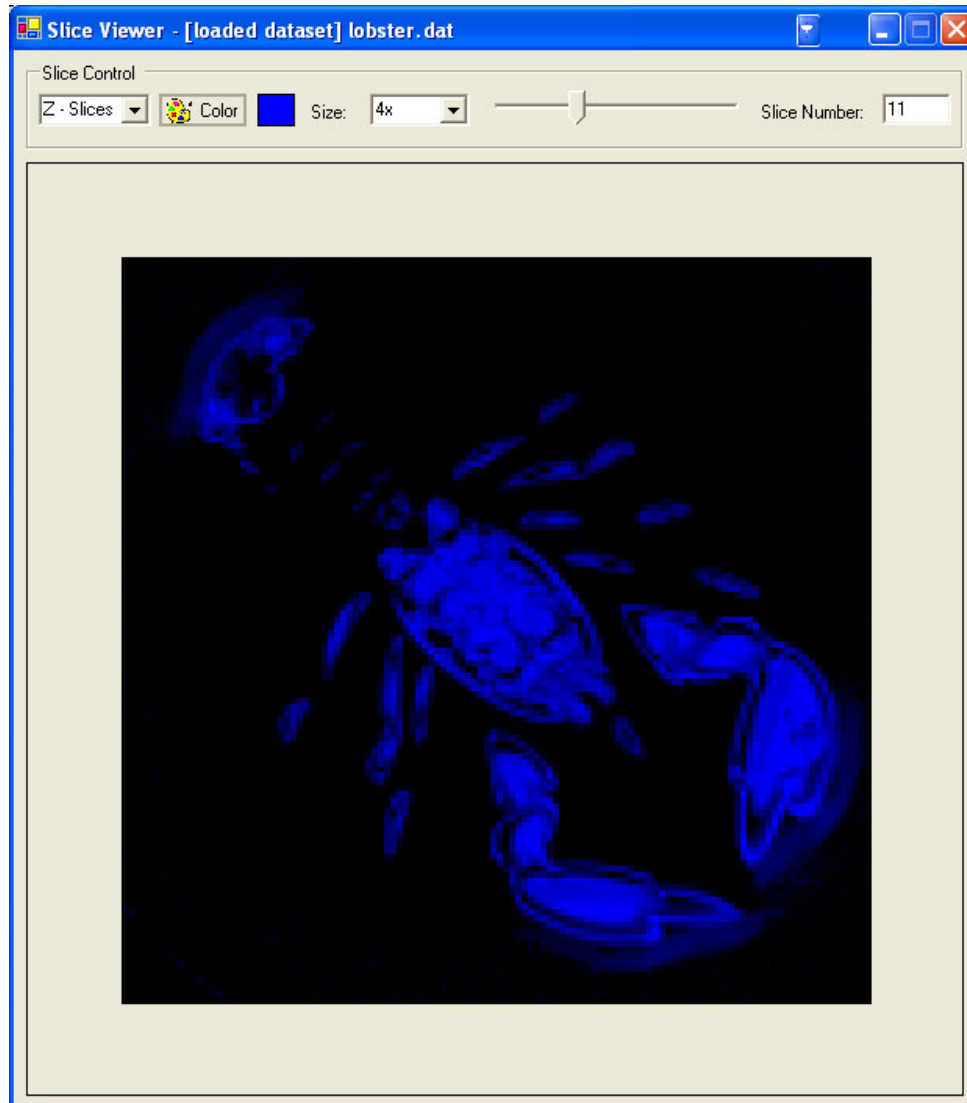 Slice Viewer - [loaded dataset] lobster.dat
Slice Control
Z - Slices Color Size: 4x Slice Number: 11